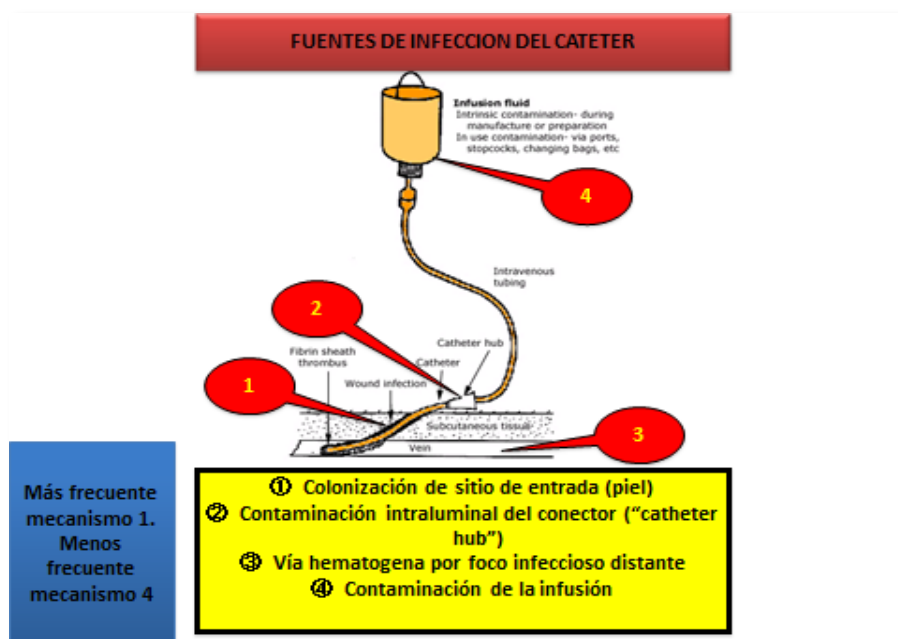 FUENTES DE INFECCION DEL CATETER
Infusion fluid
Intrinsic contamination- during
manufacture or preparation
In use contamination- via ports,
stopcocks, changing bags, etc
4
Intravenous
tubing
2
Catheter hub
Fibrin sheath
thrombus
Catheter
1
Wound infection
Subcutaneous tissue
3
Vein
Más frecuente
mecanismo 1.
Menos
frecuente
mecanismo 4
① Colonización de sitio de entrada (piel)
② Contaminación intraluminal del conector (“catheter
hub”)
③ Vía hematogena por foco infeccioso distante
④ Contaminación de la infusión